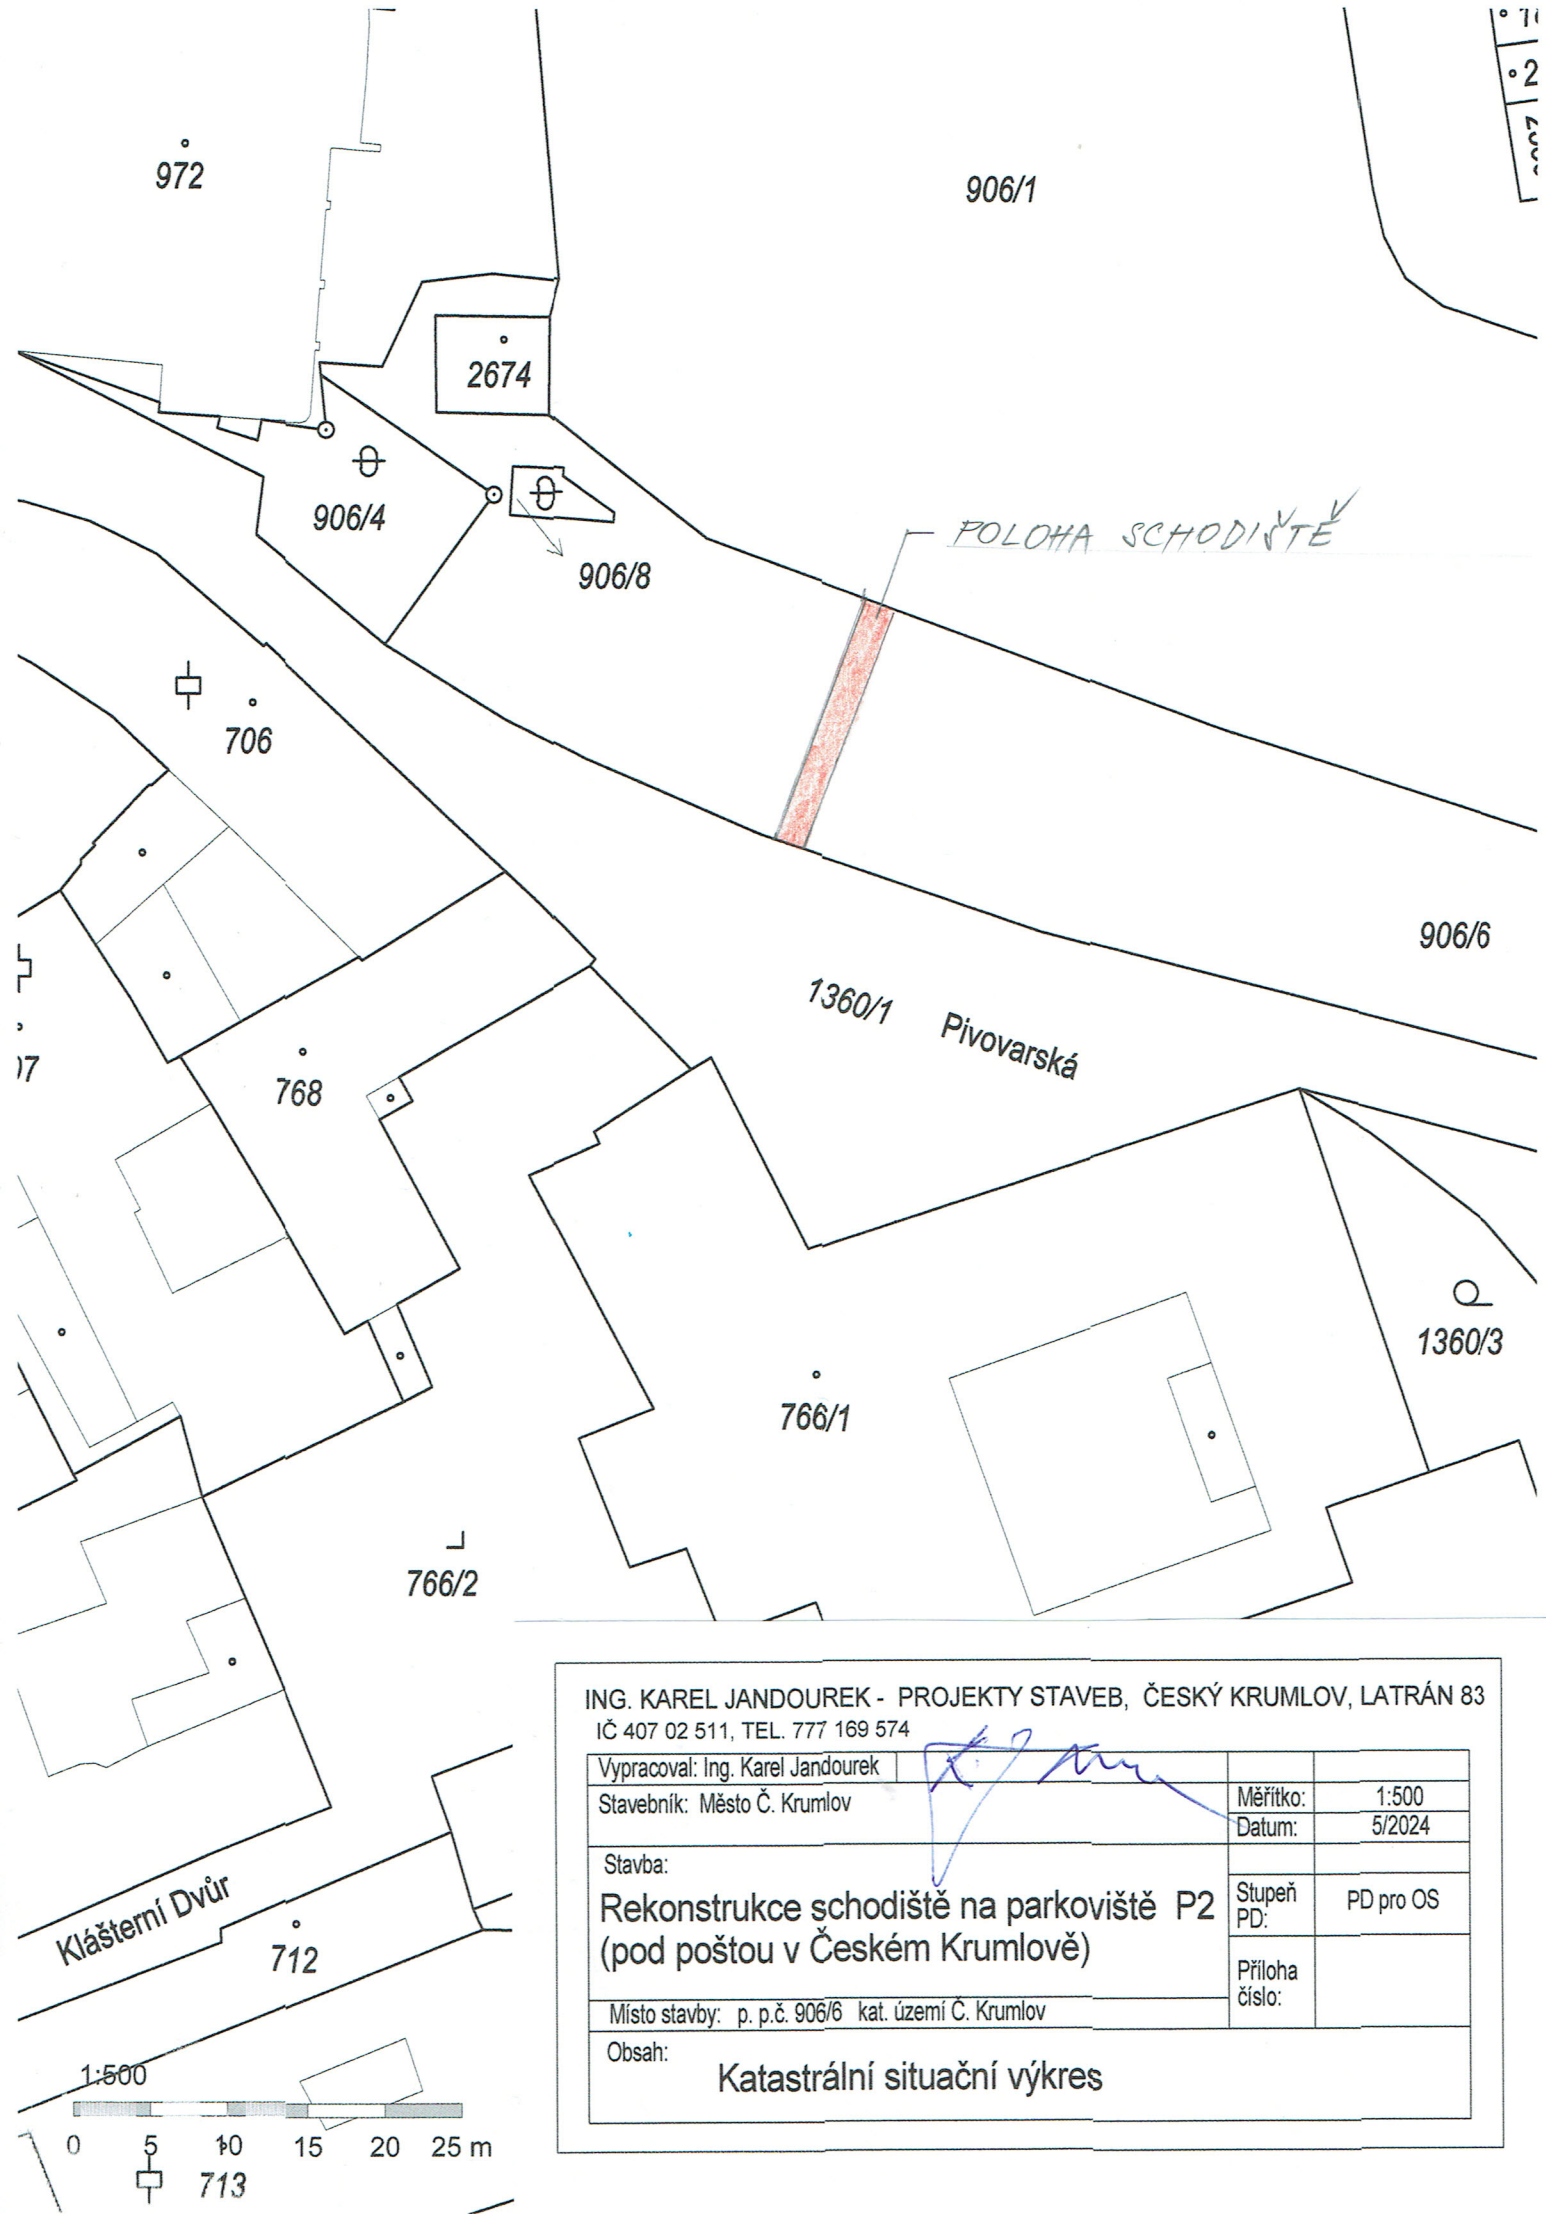 972
906/1
2674
906/4
906/8
POLOHA SCHODIŠTĚ
706
906/6
1360/1
Pivovarská
768
1360/3
766/1
766/2
ING. KAREL JANDOUREK - PROJEKTY STAVEB, ČESKÝ KRUMLOV, LATRÁN 83
IČ 407 02 511, TEL. 777 169 574
Vypracoval: Ing. Karel Jandourek
Stavebník: Město Č. Krumlov
Měřítko: 1:500
Datum: 5/2024
Stavba:
Rekonstrukce schodiště na parkoviště P2
(pod poštou v Českém Krumlově)
Stupeň PD: PD pro OS
Příloha číslo:
Místo stavby: p. p.č. 906/6 kat. území Č. Krumlov
Obsah:
Katastrální situační výkres
Klášterní Dvůr
712
1:500
0 5 10 15 20 25 m
713